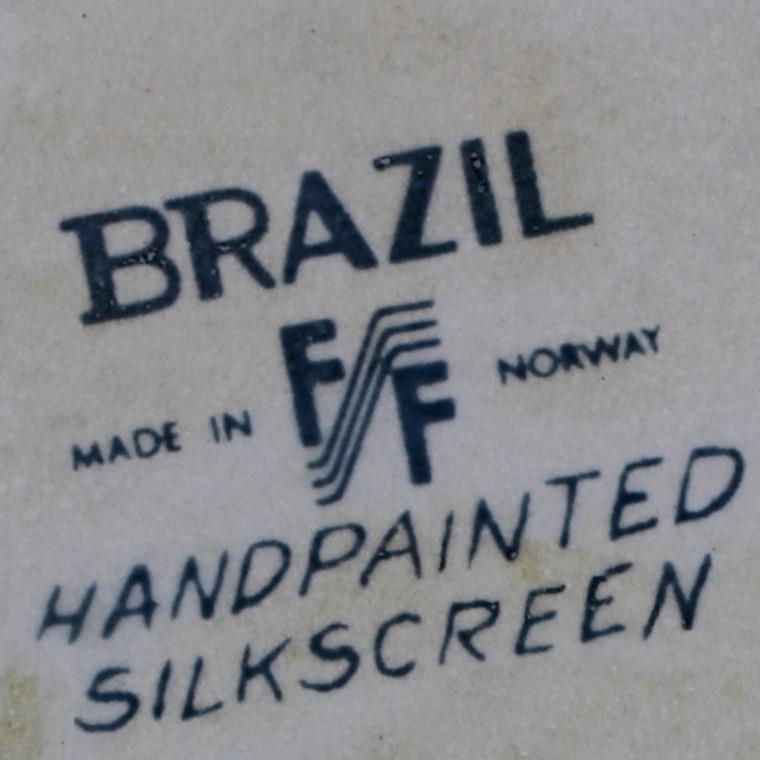 BRAZIL
MADE IN F/F NORWAY
HANDPAINTED
SILKSCREEN